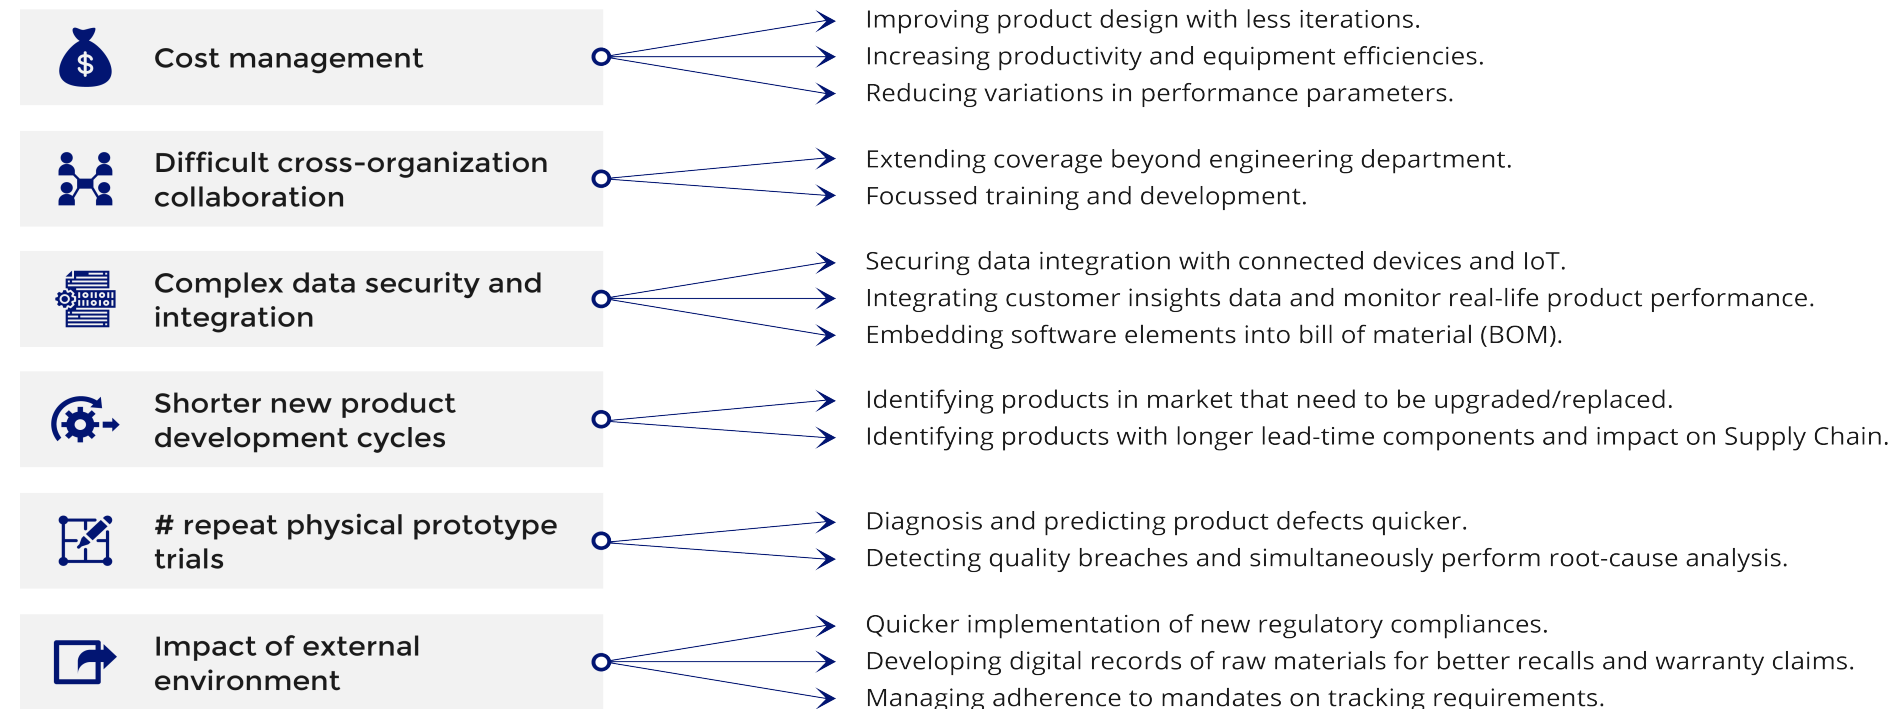 Cost management
Improving product design with less iterations.
Increasing productivity and equipment efficiencies.
Reducing variations in performance parameters.
Difficult cross-organization
collaboration
Extending coverage beyond engineering department.
Focussed training and development.
Complex data security and
integration
Securing data integration with connected devices and IoT.
Integrating customer insights data and monitor real-life product performance.
Embedding software elements into bill of material (BOM).
Shorter new product
development cycles
Identifying products in market that need to be upgraded/replaced.
Identifying products with longer lead-time components and impact on Supply Chain.
# repeat physical prototype
trials
Diagnosis and predicting product defects quicker.
Detecting quality breaches and simultaneously perform root-cause analysis.
Impact of external
environment
Quicker implementation of new regulatory compliances.
Developing digital records of raw materials for better recalls and warranty claims.
Managing adherence to mandates on tracking requirements.